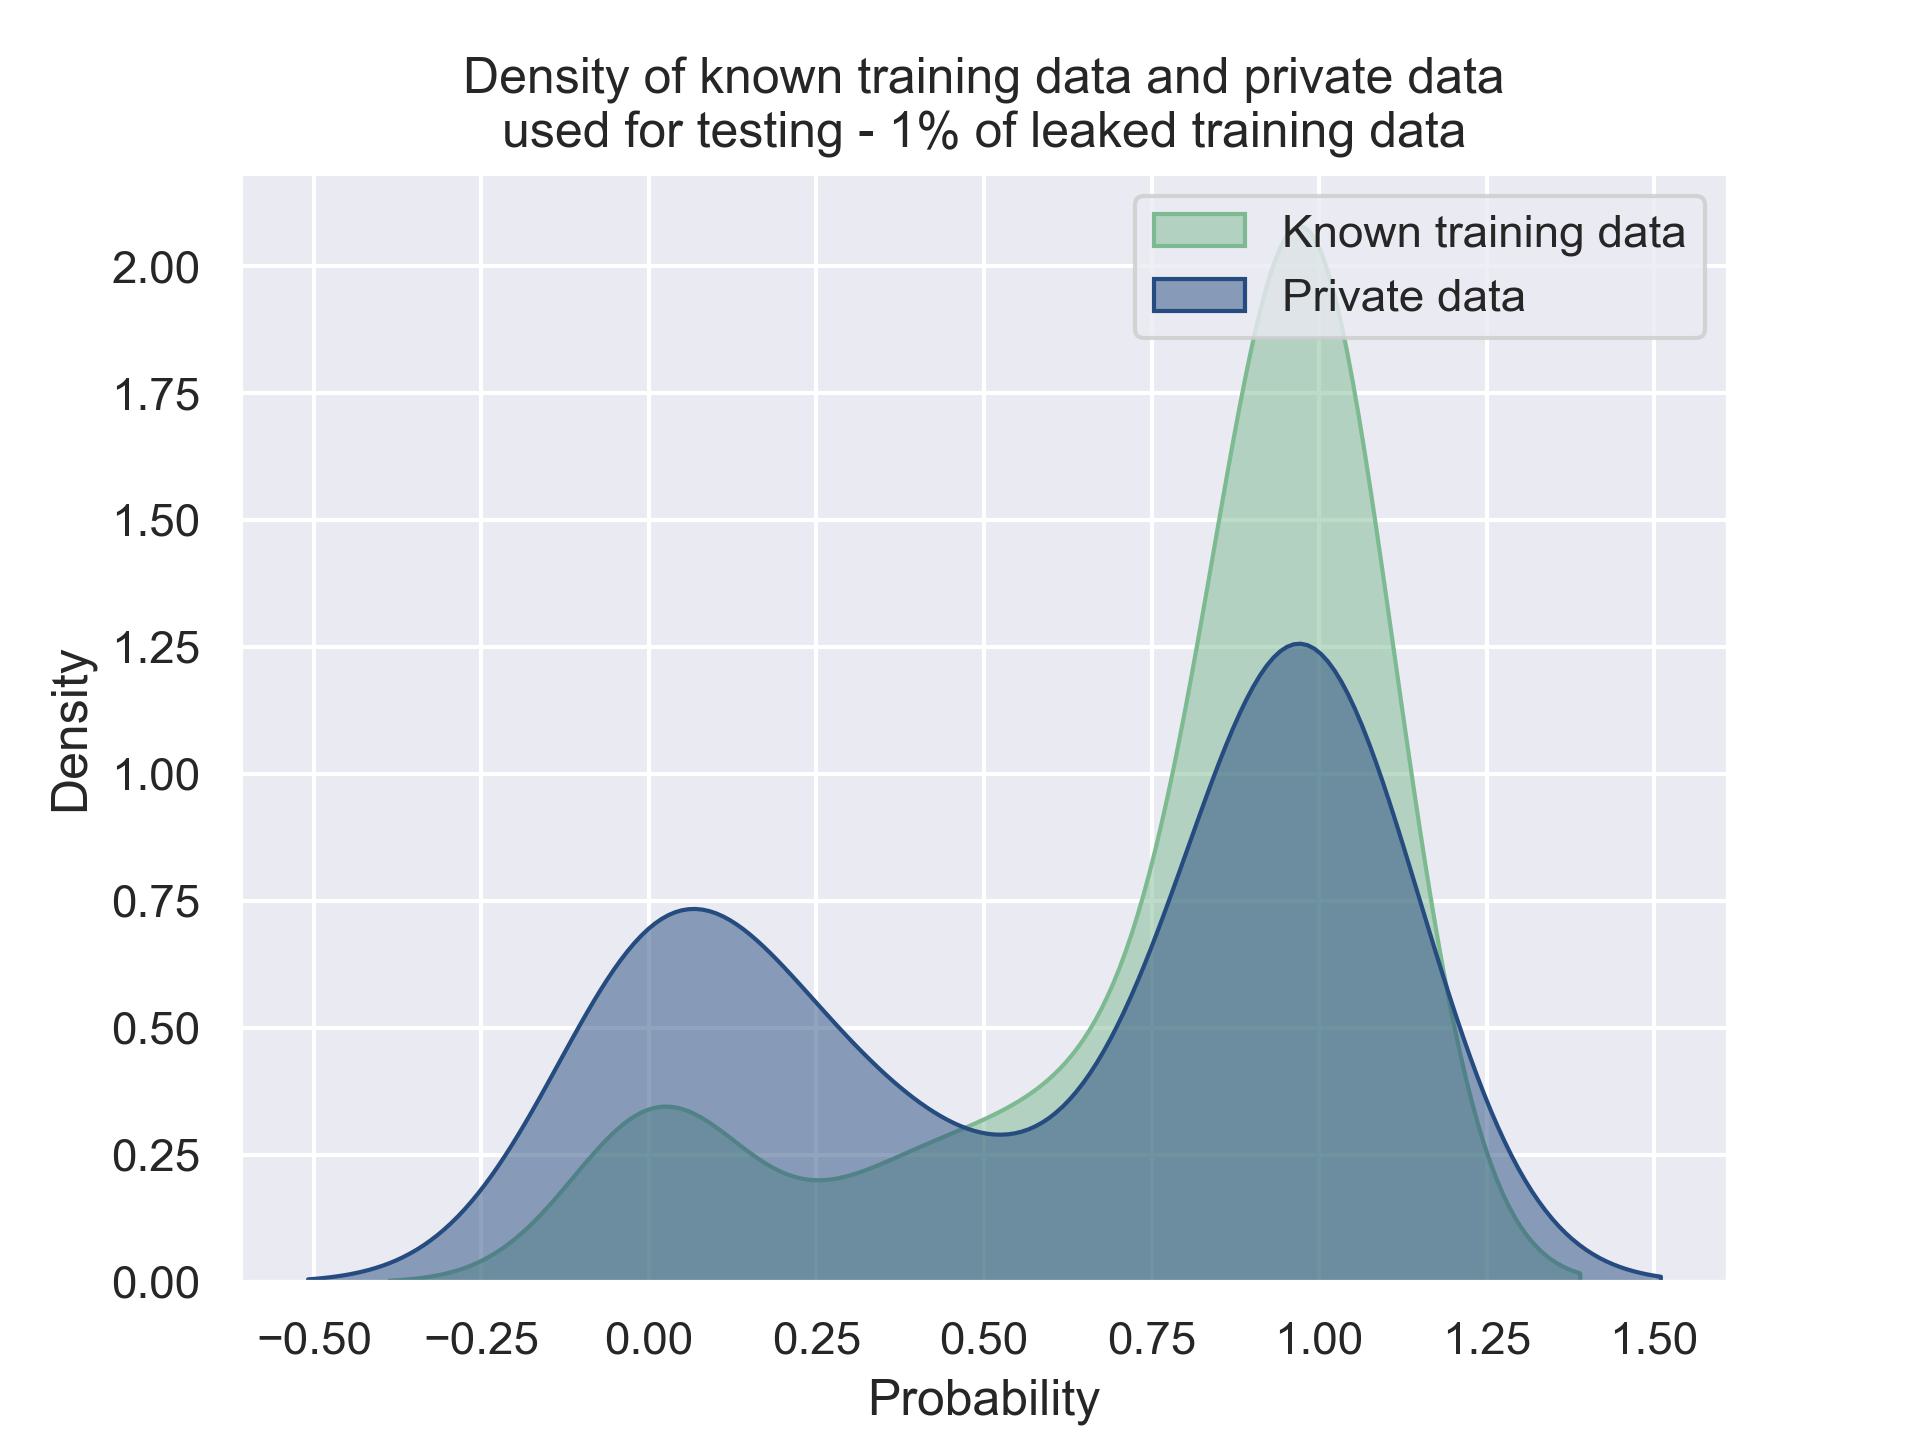 Density of known training data and private data
used for testing - 1% of leaked training data
Known training data
Private data
Density
2.00
1.75
1.50
1.25
1.00
0.75
0.50
0.25
0.00
−0.50 −0.25 0.00 0.25 0.50 0.75 1.00 1.25 1.50
Probability